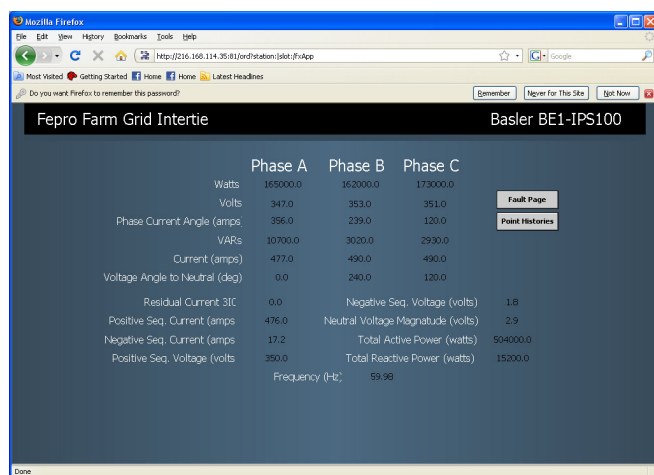 Mozilla Firefox
File Edit View History Bookmarks Tools Help
http://216.168.114.35:81/ord?station:|slot:/FxApp
Google
Most Visited Getting Started Home Home Latest Headlines
Do you want Firefox to remember this password? Remember Never for This Site Not Now
Fepro Farm Grid Intertie Basler BE1-IPS100
Phase A Phase B Phase C
Watts 165000.0 162000.0 173000.0
Volts 347.0 353.0 351.0 Fault Page
Phase Current Angle (amps) 356.0 239.0 120.0 Point Histories
VARs 10700.0 3020.0 2930.0
Current (amps) 477.0 490.0 490.0
Voltage Angle to Neutral (deg) 0.0 240.0 120.0
Residual Current 3IC 0.0 Negative Seq. Voltage (volts) 1.8
Positive Seq. Current (amps 476.0 Neutral Voltage Magnatude (volts) 2.9
Negative Seq. Current (amps 17.2 Total Active Power (watts) 504000.0
Positive Seq. Voltage (volts 350.0 Total Reactive Power (watts) 15200.0
Frequency (Hz) 59.98
Done